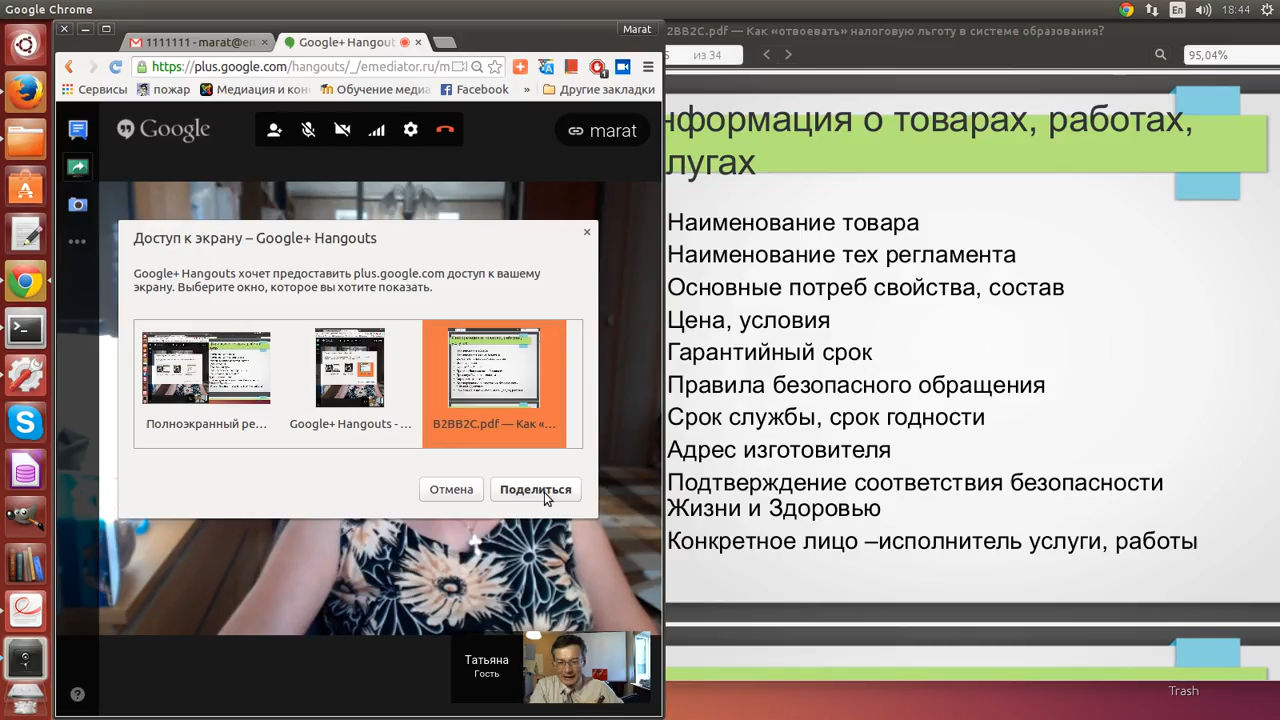 Google Chrome
En
18:44
Marat
1111111 - marat@en
Google+ Hangout
https://plus.google.com/hangouts/_/emediator.ru/m
1
Сервисы
пожар
Медиация и кон
Обучение медиа
Facebook
»
Другие закладки
Google
marat
Доступ к экрану – Google+ Hangouts
Google+ Hangouts хочет предоставить plus.google.com доступ к вашему
экрану. Выберите окно, которое вы хотите показать.
Полноэкранный ре...
Google+ Hangouts - ...
B2BB2C.pdf — Как «...
Отмена
Поделиться
Татьяна
Гость
?
2BB2C.pdf — Как «отвоевать» налоговую льготу в системе образования?
5 из 34
95,04%
нформация о товарах, работах,
лугах
Наименование товара
Наименование тех регламента
Основные потреб свойства, состав
Цена, условия
Гарантийный срок
Правила безопасного обращения
Срок службы, срок годности
Адрес изготовителя
Подтверждение соответствия безопасности
Жизни и Здоровью
Конкретное лицо –исполнитель услуги, работы
Trash